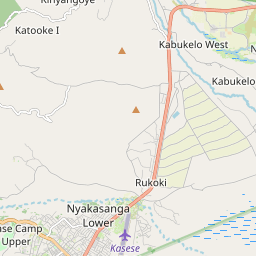 Kinyangoye
Katooke I
Kabukelo West
Kabukelo
Rukoki
Nyakasanga
Lower
ase Camp
Upper
Kasese